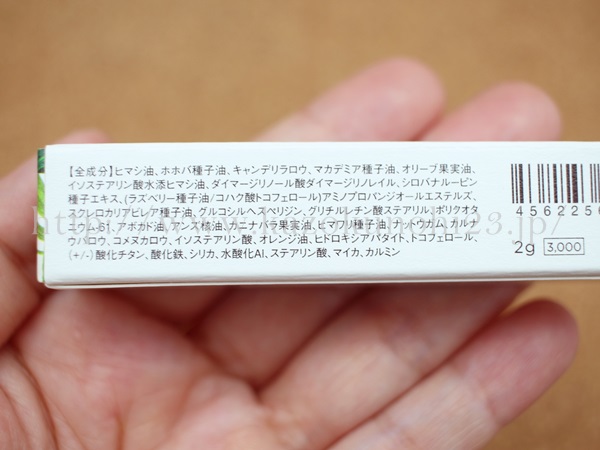 【全成分】ヒマシ油、ホホバ種子油、キャンデリラロウ、マカデミア種子油、オリーブ果実油、
イソステアリン酸水添ヒマシ油、ダイマージリノール酸ダイマージリノレイル、シロバナルーピン
種子エキス、(ラズベリー種子油/コハク酸トコフェロール)アミノプロパンジオールエステルズ、
スクレロカリアビレア種子油、グルコシルヘスペリジン、グリチルレチン酸ステアリル、ポリクオタ
ニウム-51、アボカド油、アンズ核油、カニナバラ果実油、ヒマワリ種子油、トウィウガム、カルナ
ウバロウ、コメヌカロウ、イソステアリン酸、オレンジ油、ヒドロキシアパタイト、トコフェロール、
(+/-)酸化チタン、酸化鉄、シリカ、水酸化Al、ステアリン酸、マイカ、カルミン
4562256
2g 3,000